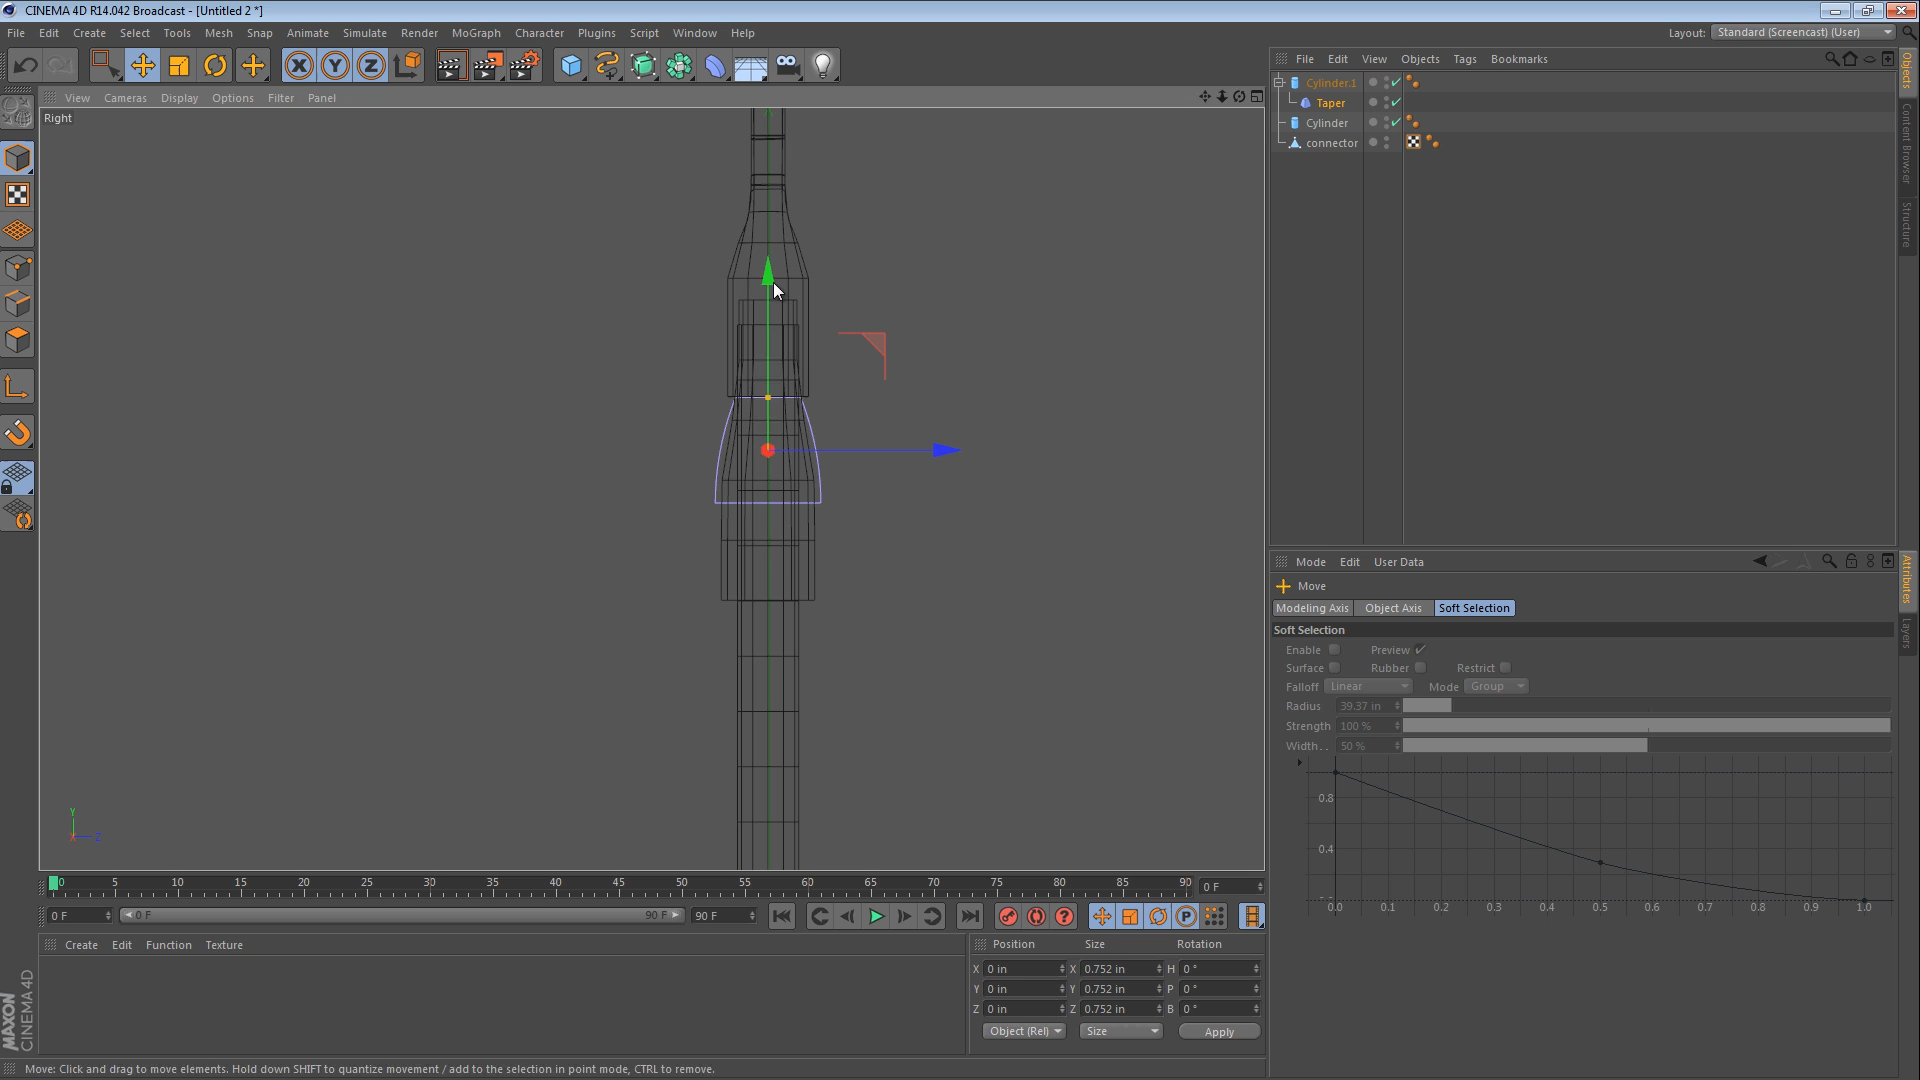 CINEMA 4D R14.042 Broadcast - [Untitled 2 *]
File Edit Create Select Tools Mesh Snap Animate Simulate Render MoGraph Character Plugins Script Window Help
Layout: Standard (Screencast) (User)
File Edit View Objects Tags Bookmarks
View Cameras Display Options Filter Panel
Right
Cylinder.1
Taper
Cylinder
connector
Objects
Content Browser
Structure
Mode Edit User Data
Move
Modeling Axis Object Axis Soft Selection
Soft Selection
Enable Preview
Surface Rubber Restrict
Falloff Linear Mode Group
Radius 39.37 in
Strength 100 %
Width . . 50 %
0.8
0.4
0.0 0.1 0.2 0.3 0.4 0.5 0.6 0.7 0.8 0.9 1.0
Attributes
Layers
Y
X Z
0 5 10 15 20 25 30 35 40 45 50 55 60 65 70 75 80 85 90 0 F
0 F 0 F 90 F 90 F
Create Edit Function Texture
Position Size Rotation
X 0 in X 0.752 in H 0 °
Y 0 in Y 0.752 in P 0 °
Z 0 in Z 0.752 in B 0 °
Object (Rel) Size Apply
MAXON
CINEMA 4D
Move: Click and drag to move elements. Hold down SHIFT to quantize movement / add to the selection in point mode, CTRL to remove.